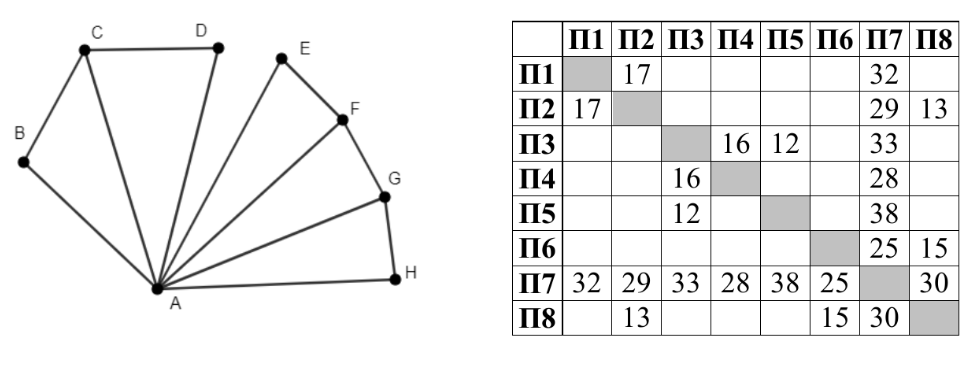 C D E
F
B
G
H
A
П1 П2 П3 П4 П5 П6 П7 П8
П1 17 32
П2 17 29 13
П3 16 12 33
П4 16 28
П5 12 38
П6 25 15
П7 32 29 33 28 38 25 30
П8 13 15 30